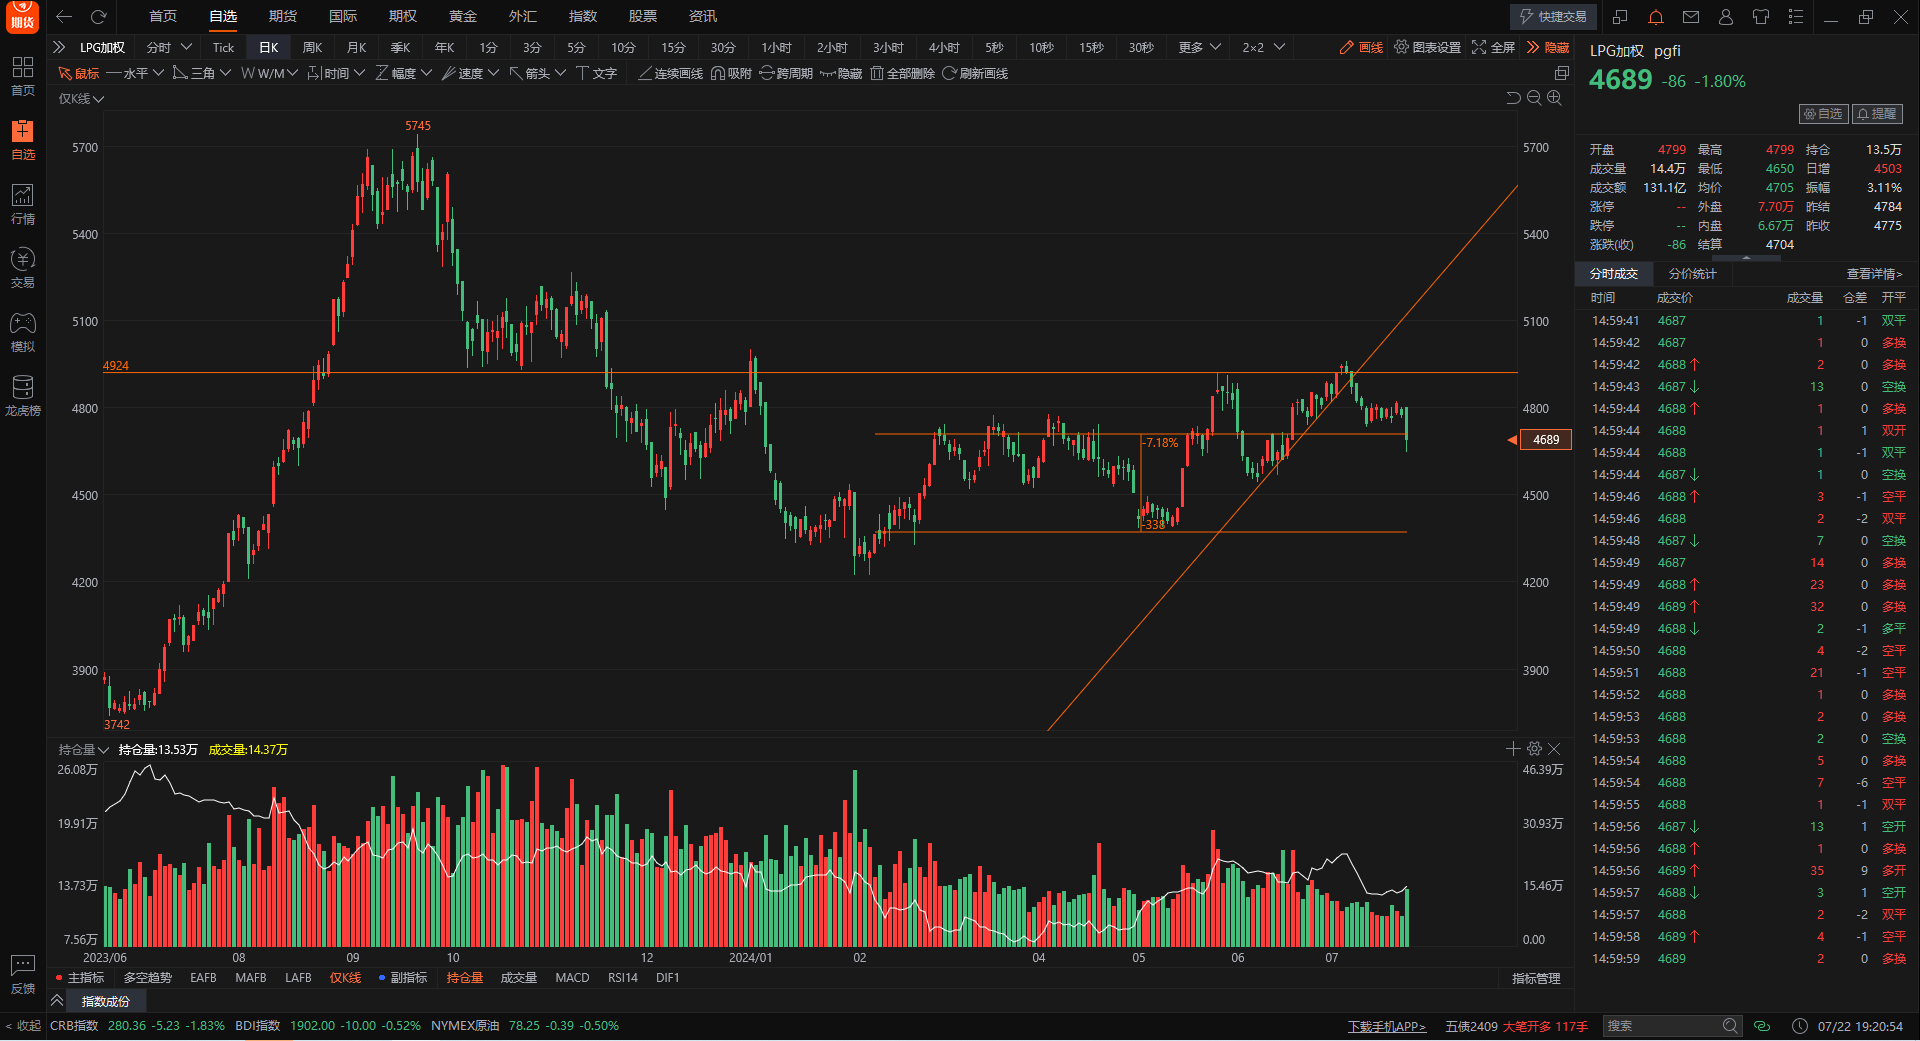 期货 首页 自选 期货 国际 期权 黄金 外汇 指数 股票 资讯 快捷交易
LPG加权 分时 Tick 日K 周K 月K 季K 年K 1分 3分 5分 10分 15分 30分 1小时 2小时 3小时 4小时 5秒 10秒 15秒 30秒 更多 2×2 画线 图表设置 全屏 隐藏
鼠标 水平 三角 W/M 时间 幅度 速度 箭头 文字 连续画线 吸附 跨周期 隐藏 全部删除 刷新画线
首页
自选
行情
交易
模拟
龙虎榜
反馈
< 收起
仅K线
5745
5700 5700
5400 5400
5100 5100
4924
4800 4800
-7.18%
4689
4500 4500
-338
4200 4200
3900 3900
3742
持仓量 持仓量:13.53万 成交量:14.37万
26.08万 46.39万
19.91万 30.93万
13.73万 15.46万
7.56万 0.00
2023/06 08 09 10 12 2024/01 02 04 05 06 07
主指标 多空趋势 EAFB MAFB LAFB 仅K线 副指标 持仓量 成交量 MACD RSI14 DIF1 指标管理
指数成份
LPG加权 pgfi
4689 -86 -1.80%
自选 提醒
开盘 4799 最高 4799 持仓 13.5万
成交量 14.4万 最低 4650 日增 4503
成交额 131.1亿 均价 4705 振幅 3.11%
涨停 -- 外盘 7.70万 昨结 4784
跌停 -- 内盘 6.67万 昨收 4775
涨跌(收) -86 结算 4704
分时成交 分价统计 查看详情>
时间 成交价 成交量 仓差 开平
14:59:41 4687 1 -1 双平
14:59:42 4687 1 0 多换
14:59:42 4688↑ 2 0 多换
14:59:43 4687↓ 13 0 空换
14:59:44 4688↑ 1 0 多换
14:59:44 4688 1 1 双开
14:59:44 4688 1 -1 双平
14:59:44 4687↓ 1 0 空换
14:59:46 4688↑ 3 -1 空平
14:59:46 4688 2 -2 双平
14:59:48 4687↓ 7 0 空换
14:59:49 4687 14 0 多换
14:59:49 4688↑ 23 0 多换
14:59:49 4689↑ 32 0 多换
14:59:49 4688↓ 2 -1 多平
14:59:50 4688 4 -2 空平
14:59:51 4688 21 -1 空平
14:59:52 4688 1 0 多换
14:59:53 4688 2 0 多换
14:59:53 4688 2 0 空换
14:59:54 4688 5 0 多换
14:59:54 4688 7 -6 空平
14:59:55 4688 1 -1 双平
14:59:56 4687↓ 13 1 空开
14:59:56 4688↑ 1 0 多换
14:59:56 4689↑ 35 9 多开
14:59:57 4688↓ 3 1 空开
14:59:57 4688 2 -2 双平
14:59:58 4689↑ 4 -1 空平
14:59:59 4689 2 0 多换
CRB指数 280.36 -5.23 -1.83% BDI指数 1902.00 -10.00 -0.52% NYMEX原油 78.25 -0.39 -0.50% 下载手机APP> 五债2409 大笔开多 117手 搜索 07/22 19:20:54